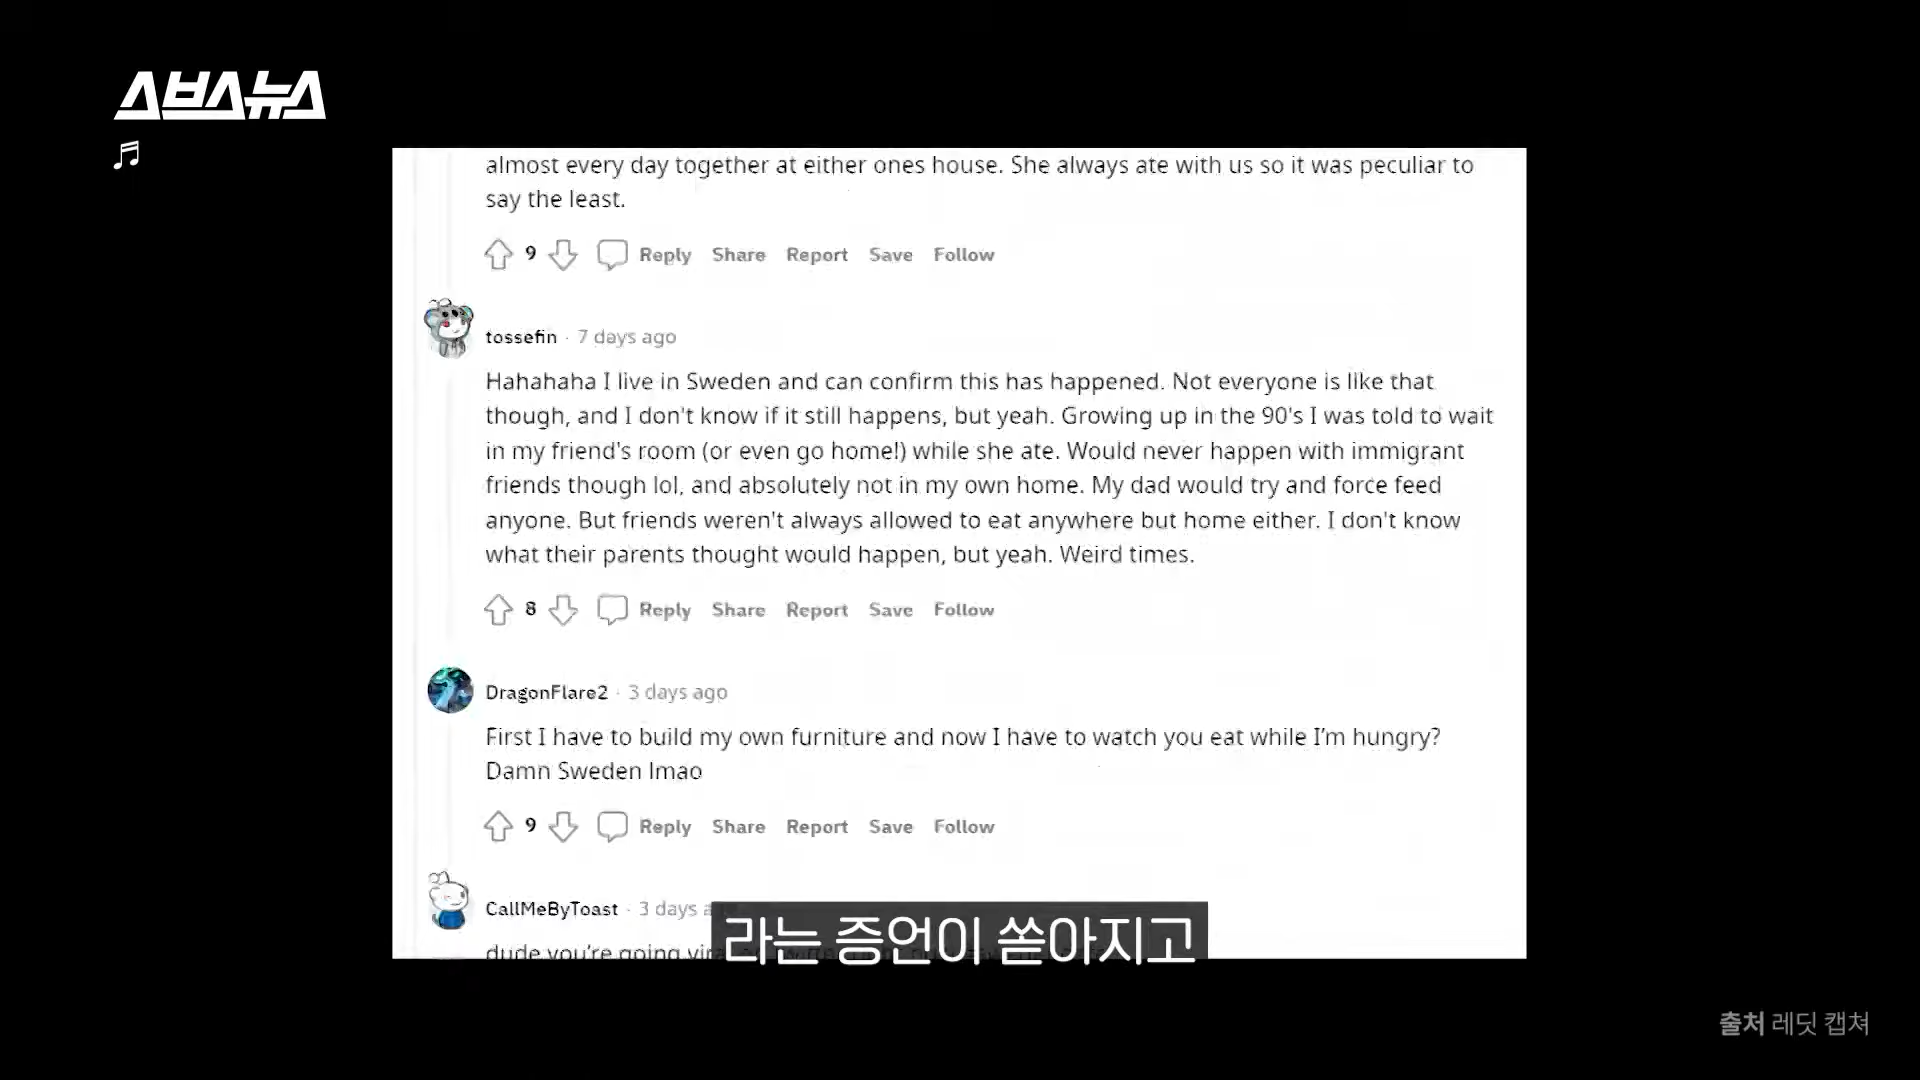 스브스뉴스
almost every day together at either ones house. She always ate with us so it was peculiar to
say the least.
9 Reply Share Report Save Follow
tossefin · 7 days ago
Hahahaha I live in Sweden and can confirm this has happened. Not everyone is like that
though, and I don't know if it still happens, but yeah. Growing up in the 90's I was told to wait
in my friend's room (or even go home!) while she ate. Would never happen with immigrant
friends though lol, and absolutely not in my own home. My dad would try and force feed
anyone. But friends weren't always allowed to eat anywhere but home either. I don't know
what their parents thought would happen, but yeah. Weird times.
8 Reply Share Report Save Follow
DragonFlare2 · 3 days ago
First I have to build my own furniture and now I have to watch you eat while I’m hungry?
Damn Sweden lmao
9 Reply Share Report Save Follow
CallMeByToast · 3 days
dude you're going
라는 증언이 쏟아지고
출처 레딧 캡쳐